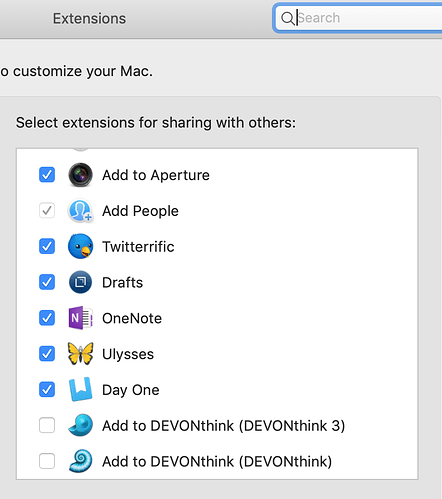 Extensions
Search
o customize your Mac.
Select extensions for sharing with others:
Add to Aperture
Add People
Twitterrific
Drafts
OneNote
Ulysses
Day One
Add to DEVONthink (DEVONthink 3)
Add to DEVONthink (DEVONthink)